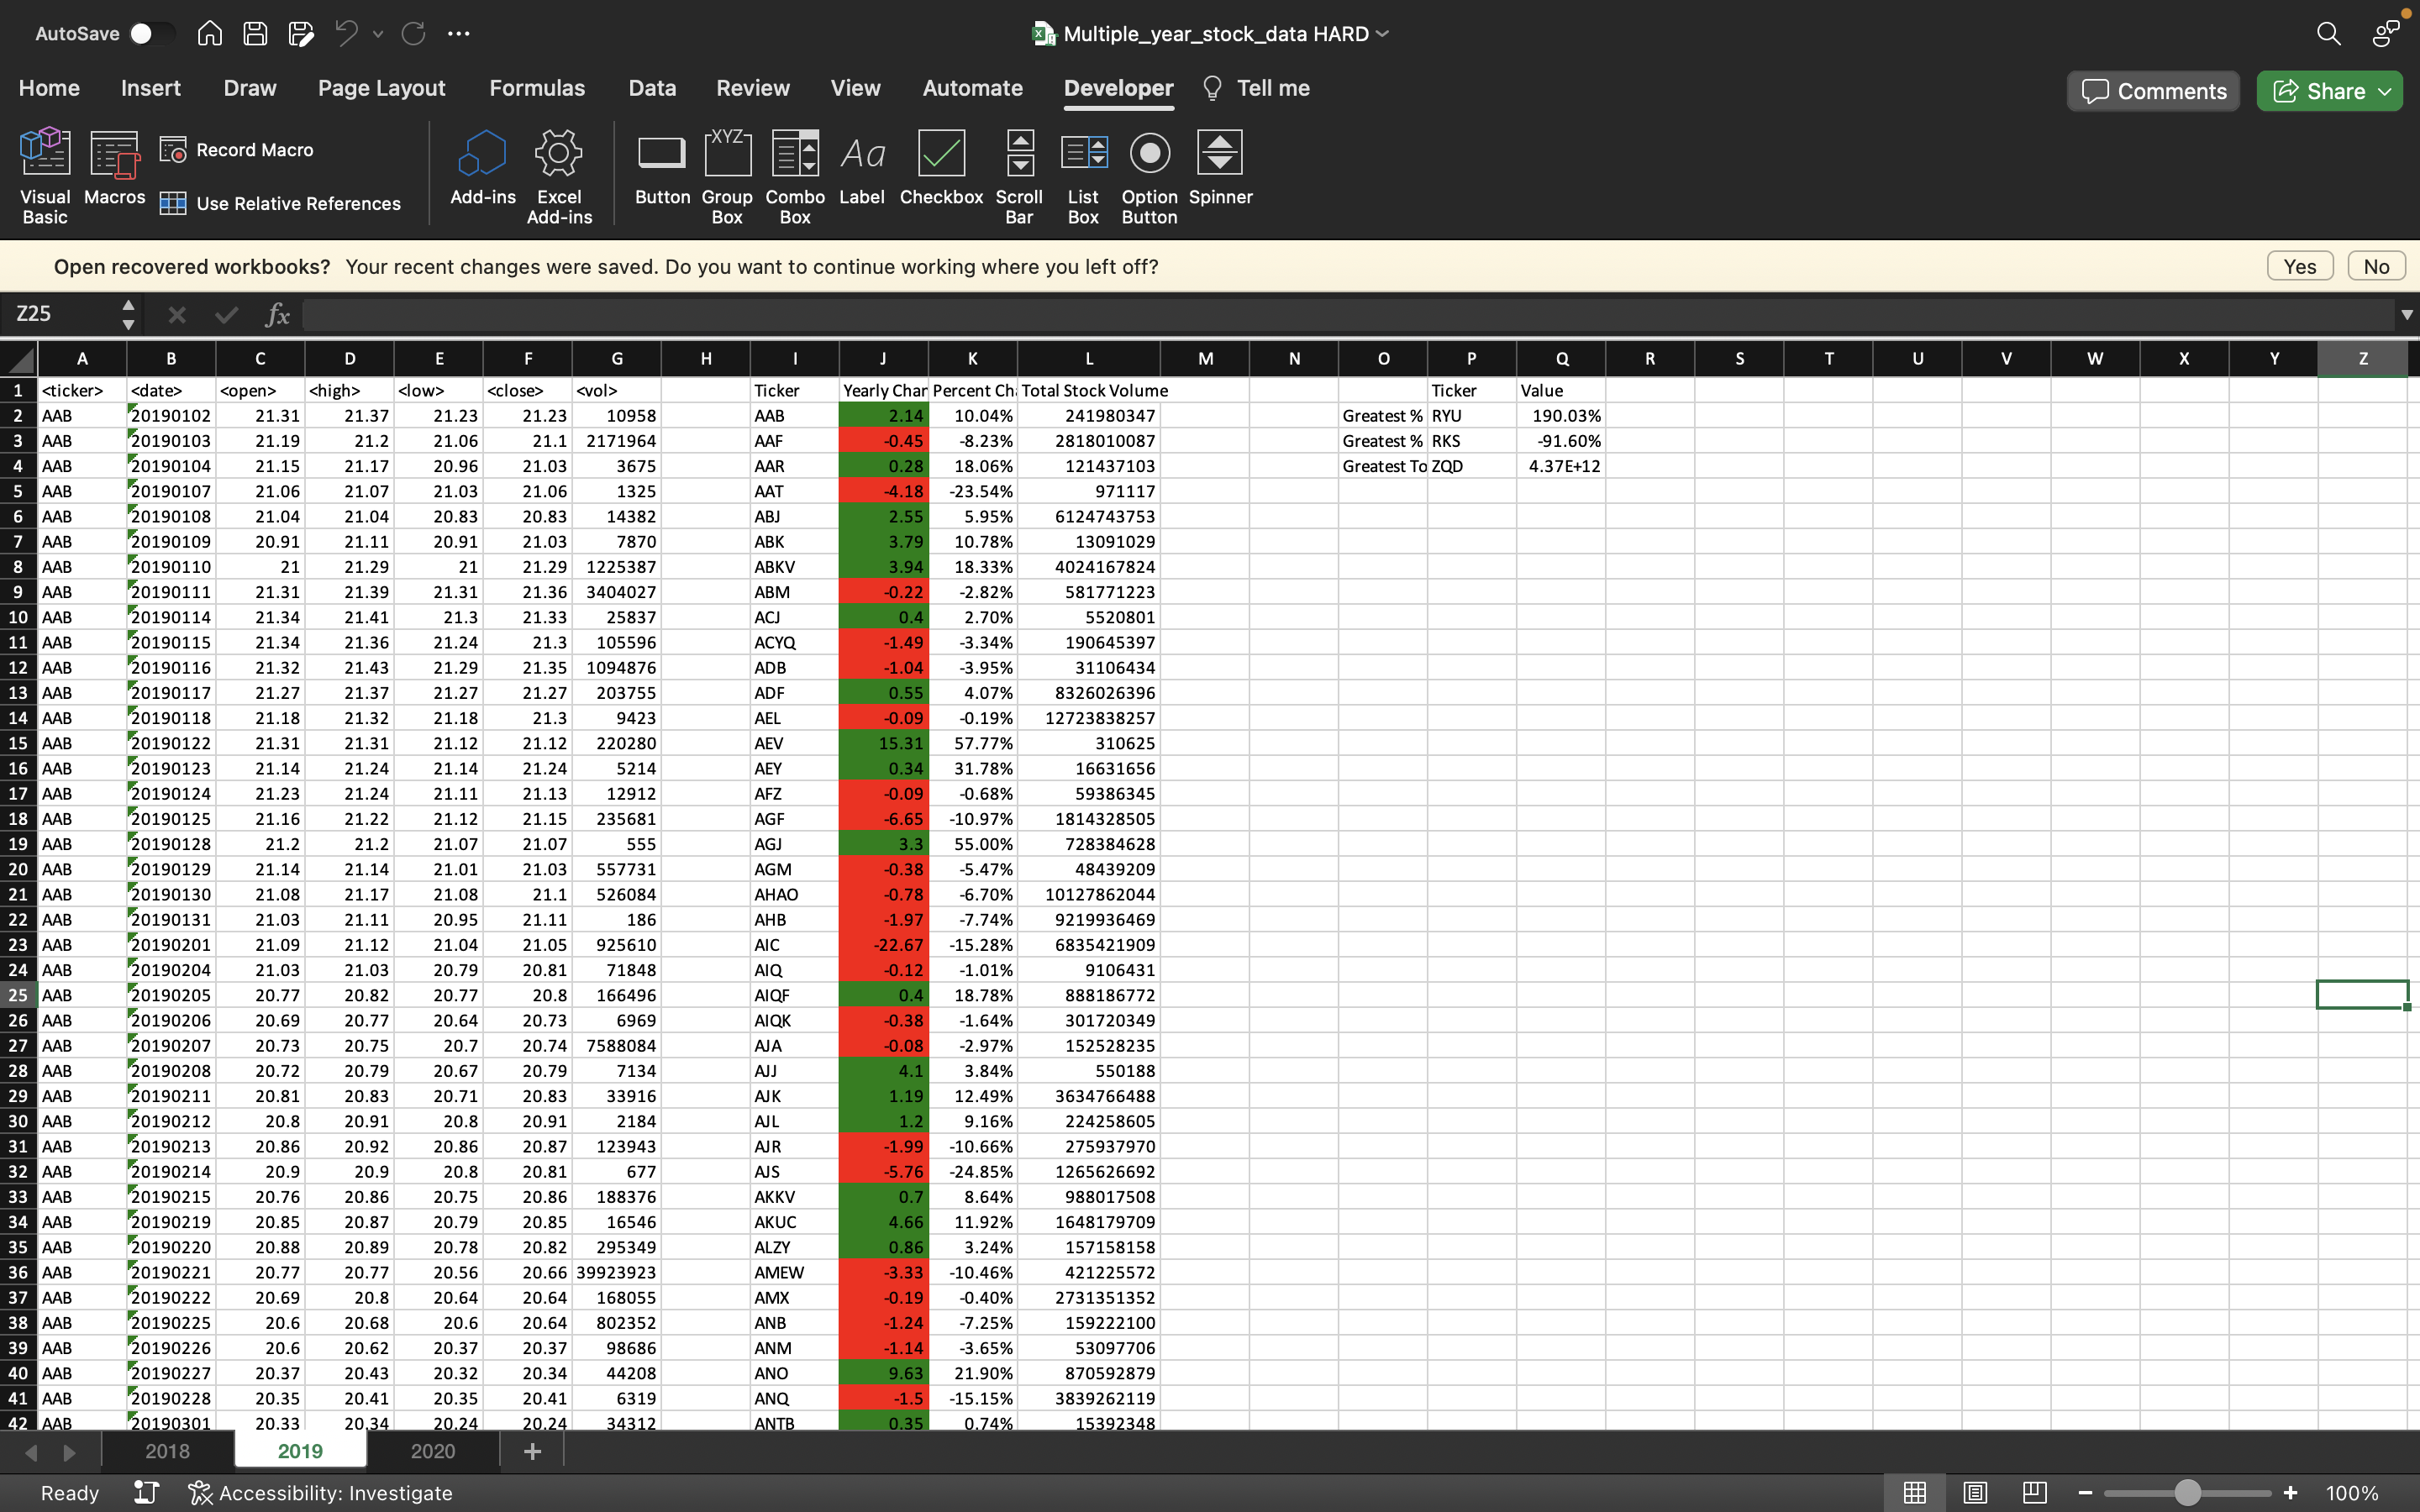 AutoSave
Multiple_year_stock_data HARD
Home Insert Draw Page Layout Formulas Data Review View Automate Developer Tell me Comments Share
Visual Basic Macros Record Macro Use Relative References Add-ins Excel Add-ins Button Group Box Combo Box Label Checkbox Scroll Bar List Box Option Button Spinner
XYZ Aa
Open recovered workbooks? Your recent changes were saved. Do you want to continue working where you left off? Yes No
Z25 fx
A B C D E F G H I J K L M N O P Q R S T U V W X Y Z
1 <ticker> <date> <open> <high> <low> <close> <vol> Ticker Yearly Char Percent Ch Total Stock Volume Ticker Value
2 AAB 20190102 21.31 21.37 21.23 21.23 10958 AAB 2.14 10.04% 241980347 Greatest % RYU 190.03%
3 AAB 20190103 21.19 21.2 21.06 21.1 2171964 AAF -0.45 -8.23% 2818010087 Greatest % RKS -91.60%
4 AAB 20190104 21.15 21.17 20.96 21.03 3675 AAR 0.28 18.06% 121437103 Greatest To ZQD 4.37E+12
5 AAB 20190107 21.06 21.07 21.03 21.06 1325 AAT -4.18 -23.54% 971117
6 AAB 20190108 21.04 21.04 20.83 20.83 14382 ABJ 2.55 5.95% 6124743753
7 AAB 20190109 20.91 21.11 20.91 21.03 7870 ABK 3.79 10.78% 13091029
8 AAB 20190110 21 21.29 21 21.29 1225387 ABKV 3.94 18.33% 4024167824
9 AAB 20190111 21.31 21.39 21.31 21.36 3404027 ABM -0.22 -2.82% 581771223
10 AAB 20190114 21.34 21.41 21.3 21.33 25837 ACJ 0.4 2.70% 5520801
11 AAB 20190115 21.34 21.36 21.24 21.3 105596 ACYQ -1.49 -3.34% 190645397
12 AAB 20190116 21.32 21.43 21.29 21.35 1094876 ADB -1.04 -3.95% 31106434
13 AAB 20190117 21.27 21.37 21.27 21.27 203755 ADF 0.55 4.07% 8326026396
14 AAB 20190118 21.18 21.32 21.18 21.3 9423 AEL -0.09 -0.19% 12723838257
15 AAB 20190122 21.31 21.31 21.12 21.12 220280 AEV 15.31 57.77% 310625
16 AAB 20190123 21.14 21.24 21.14 21.24 5214 AEY 0.34 31.78% 16631656
17 AAB 20190124 21.23 21.24 21.11 21.13 12912 AFZ -0.09 -0.68% 59386345
18 AAB 20190125 21.16 21.22 21.12 21.15 235681 AGF -6.65 -10.97% 1814328505
19 AAB 20190128 21.2 21.2 21.07 21.07 555 AGJ 3.3 55.00% 728384628
20 AAB 20190129 21.14 21.14 21.01 21.03 557731 AGM -0.38 -5.47% 48439209
21 AAB 20190130 21.08 21.17 21.08 21.1 526084 AHAO -0.78 -6.70% 10127862044
22 AAB 20190131 21.03 21.11 20.95 21.11 186 AHB -1.97 -7.74% 9219936469
23 AAB 20190201 21.09 21.12 21.04 21.05 925610 AIC -22.67 -15.28% 6835421909
24 AAB 20190204 21.03 21.03 20.79 20.81 71848 AIQ -0.12 -1.01% 9106431
25 AAB 20190205 20.77 20.82 20.77 20.8 166496 AIQF 0.4 18.78% 888186772
26 AAB 20190206 20.69 20.77 20.64 20.73 6969 AIQK -0.38 -1.64% 301720349
27 AAB 20190207 20.73 20.75 20.7 20.74 7588084 AJA -0.08 -2.97% 152528235
28 AAB 20190208 20.72 20.79 20.67 20.79 7134 AJJ 4.1 3.84% 550188
29 AAB 20190211 20.81 20.83 20.71 20.83 33916 AJK 1.19 12.49% 3634766488
30 AAB 20190212 20.8 20.91 20.8 20.91 2184 AJL 1.2 9.16% 224258605
31 AAB 20190213 20.86 20.92 20.86 20.87 123943 AJR -1.99 -10.66% 275937970
32 AAB 20190214 20.9 20.9 20.8 20.81 677 AJS -5.76 -24.85% 1265626692
33 AAB 20190215 20.76 20.86 20.75 20.86 188376 AKKV 0.7 8.64% 988017508
34 AAB 20190219 20.85 20.87 20.79 20.85 16546 AKUC 4.66 11.92% 1648179709
35 AAB 20190220 20.88 20.89 20.78 20.82 295349 ALZY 0.86 3.24% 157158158
36 AAB 20190221 20.77 20.77 20.56 20.66 39923923 AMEW -3.33 -10.46% 421225572
37 AAB 20190222 20.69 20.8 20.64 20.64 168055 AMX -0.19 -0.40% 2731351352
38 AAB 20190225 20.6 20.68 20.6 20.64 802352 ANB -1.24 -7.25% 159222100
39 AAB 20190226 20.6 20.62 20.37 20.37 98686 ANM -1.14 -3.65% 53097706
40 AAB 20190227 20.37 20.43 20.32 20.34 44208 ANO 9.63 21.90% 870592879
41 AAB 20190228 20.35 20.41 20.35 20.41 6319 ANQ -1.5 -15.15% 3839262119
42 AAB 20190301 20.33 20.34 20.24 20.24 34312 ANTB 0.35 0.74% 15392348
2018 2019 2020 +
Ready Accessibility: Investigate 100%